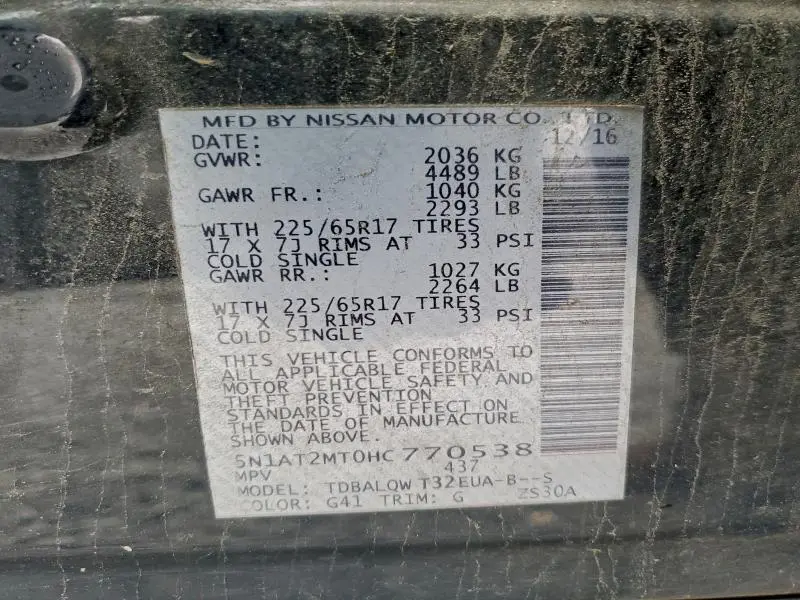 MFD BY NISSAN MOTOR CO., LTD.
DATE: 12/16
GVWR: 2036 KG
4489 LB
GAWR FR.: 1040 KG
2293 LB
WITH 225/65R17 TIRES
17 X 7J RIMS AT 33 PSI
COLD SINGLE
GAWR RR.: 1027 KG
2264 LB
WITH 225/65R17 TIRES
17 X 7J RIMS AT 33 PSI
COLD SINGLE
THIS VEHICLE CONFORMS TO
ALL APPLICABLE FEDERAL
MOTOR VEHICLE SAFETY AND
THEFT PREVENTION
STANDARDS IN EFFECT ON
THE DATE OF MANUFACTURE
SHOWN ABOVE.
5N1AT2MT0HC770538
MPV 437
MODEL: TDBALQW T32EUA-B--S
COLOR: G41 TRIM: G ZS30A